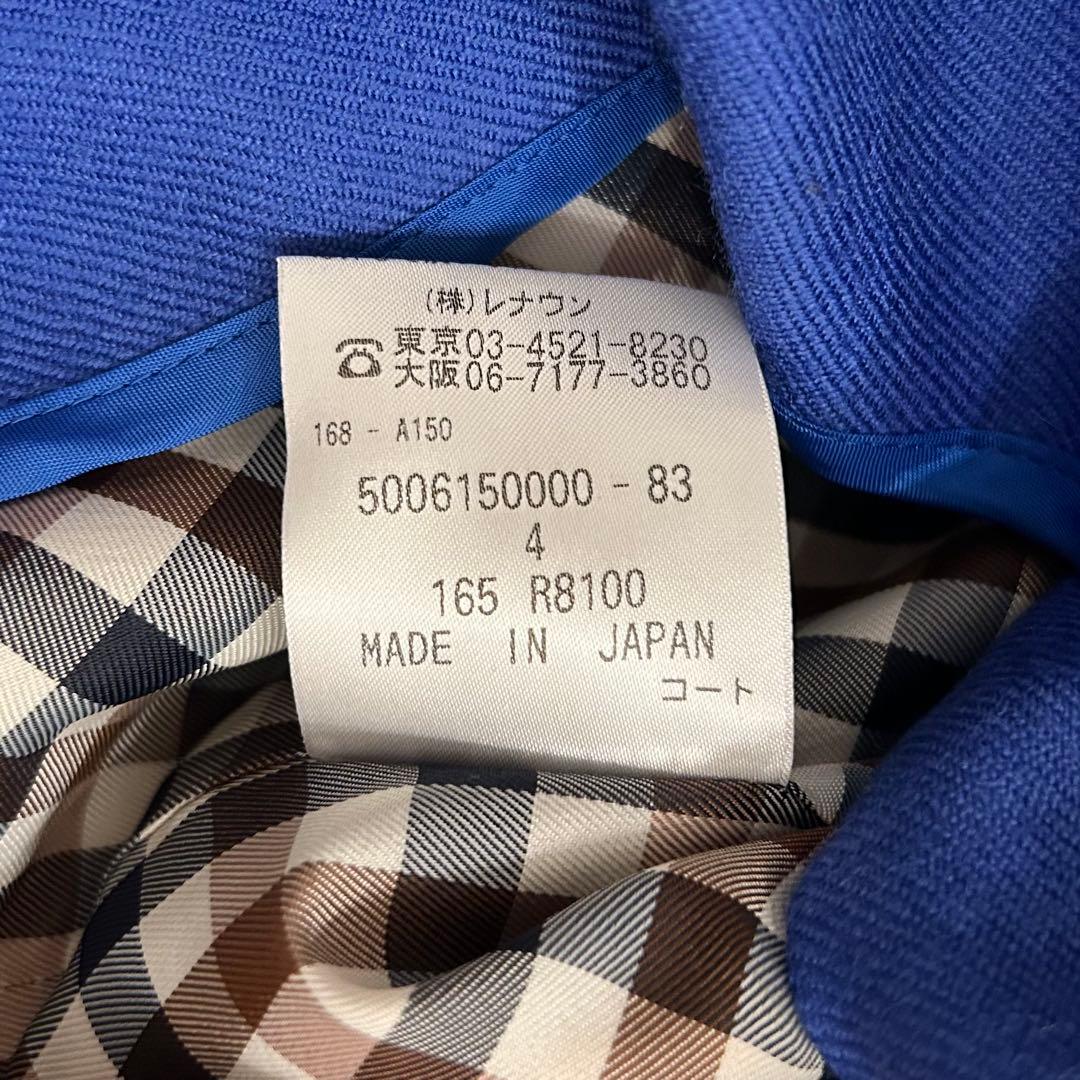 (株)レナウン
☎東京03-4521-8230
大阪06-7177-3860
168 - A150
5006150000 - 83
4
165 R8100
MADE IN JAPAN
コート